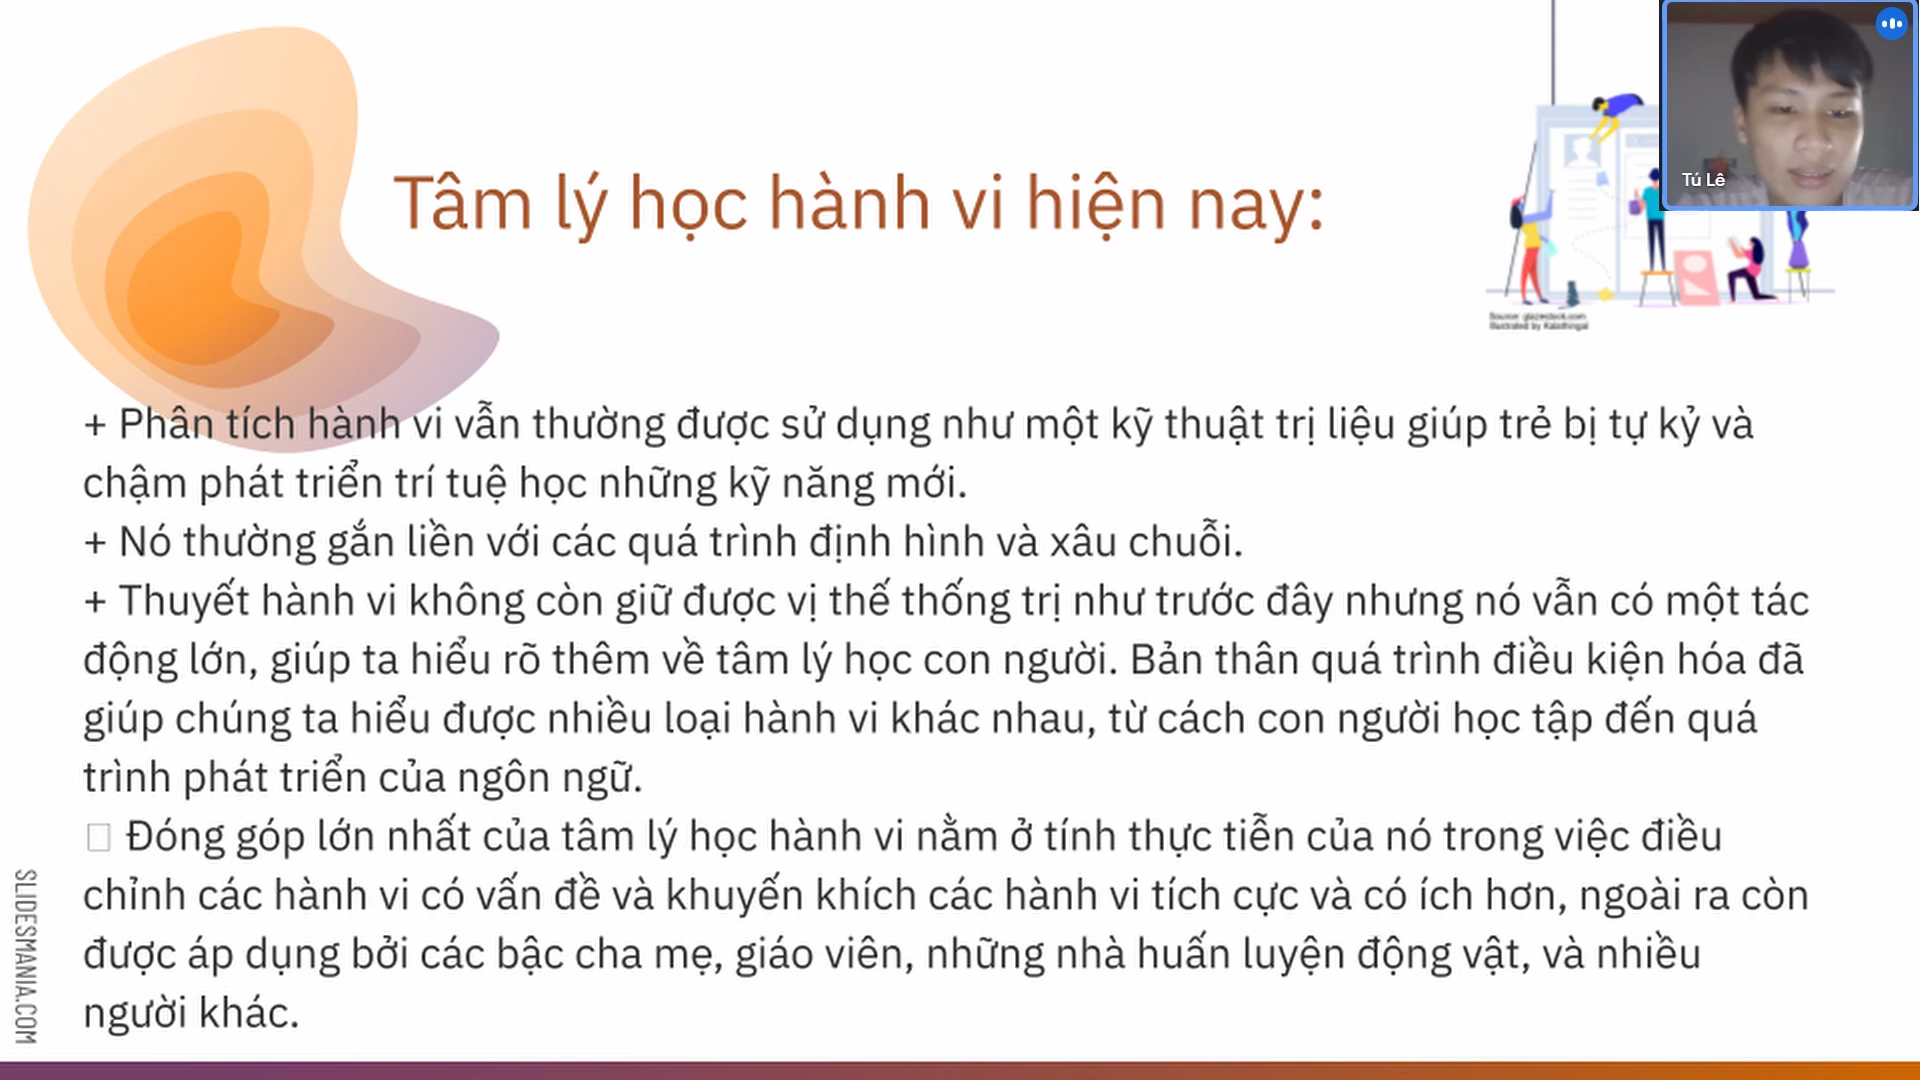 Tâm lý học hành vi hiện nay:
Tú Lê
Source: glazestock.com
Illustrated by Kalathingal
+ Phân tích hành vi vẫn thường được sử dụng như một kỹ thuật trị liệu giúp trẻ bị tự kỷ và
chậm phát triển trí tuệ học những kỹ năng mới.
+ Nó thường gắn liền với các quá trình định hình và xâu chuỗi.
+ Thuyết hành vi không còn giữ được vị thế thống trị như trước đây nhưng nó vẫn có một tác
động lớn, giúp ta hiểu rõ thêm về tâm lý học con người. Bản thân quá trình điều kiện hóa đã
giúp chúng ta hiểu được nhiều loại hành vi khác nhau, từ cách con người học tập đến quá
trình phát triển của ngôn ngữ.
Đóng góp lớn nhất của tâm lý học hành vi nằm ở tính thực tiễn của nó trong việc điều
chỉnh các hành vi có vấn đề và khuyến khích các hành vi tích cực và có ích hơn, ngoài ra còn
được áp dụng bởi các bậc cha mẹ, giáo viên, những nhà huấn luyện động vật, và nhiều
người khác.
SLIDESMANIA.COM